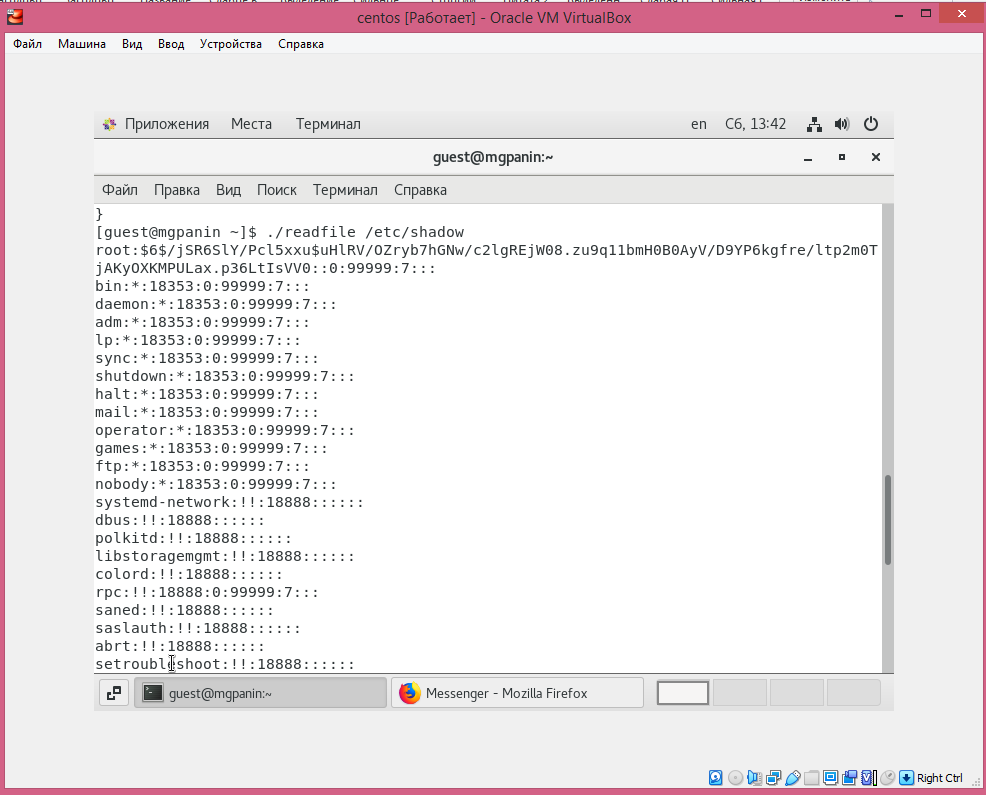 centos [Работает] - Oracle VM VirtualBox
Файл Машина Вид Ввод Устройства Справка
Приложения Места Терминал en Сб, 13:42
guest@mgpanin:~
Файл Правка Вид Поиск Терминал Справка
}
[guest@mgpanin ~]$ ./readfile /etc/shadow
root:$6$/jSR6SlY/Pcl5xxu$uHlRV/OZryb7hGNw/c2lgREjW08.zu9q11bmH0B0AyV/D9YP6kgfre/ltp2m0T
jAKyOXKMPULax.p36LtIsVV0::0:99999:7:::
bin:*:18353:0:99999:7:::
daemon:*:18353:0:99999:7:::
adm:*:18353:0:99999:7:::
lp:*:18353:0:99999:7:::
sync:*:18353:0:99999:7:::
shutdown:*:18353:0:99999:7:::
halt:*:18353:0:99999:7:::
mail:*:18353:0:99999:7:::
operator:*:18353:0:99999:7:::
games:*:18353:0:99999:7:::
ftp:*:18353:0:99999:7:::
nobody:*:18353:0:99999:7:::
systemd-network:!!:18888::::::
dbus:!!:18888::::::
polkitd:!!:18888::::::
libstoragemgmt:!!:18888::::::
colord:!!:18888::::::
rpc:!!:18888:0:99999:7:::
saned:!!:18888::::::
saslauth:!!:18888::::::
abrt:!!:18888::::::
setroubleshoot:!!:18888::::::
guest@mgpanin:~ Messenger - Mozilla Firefox
Right Ctrl